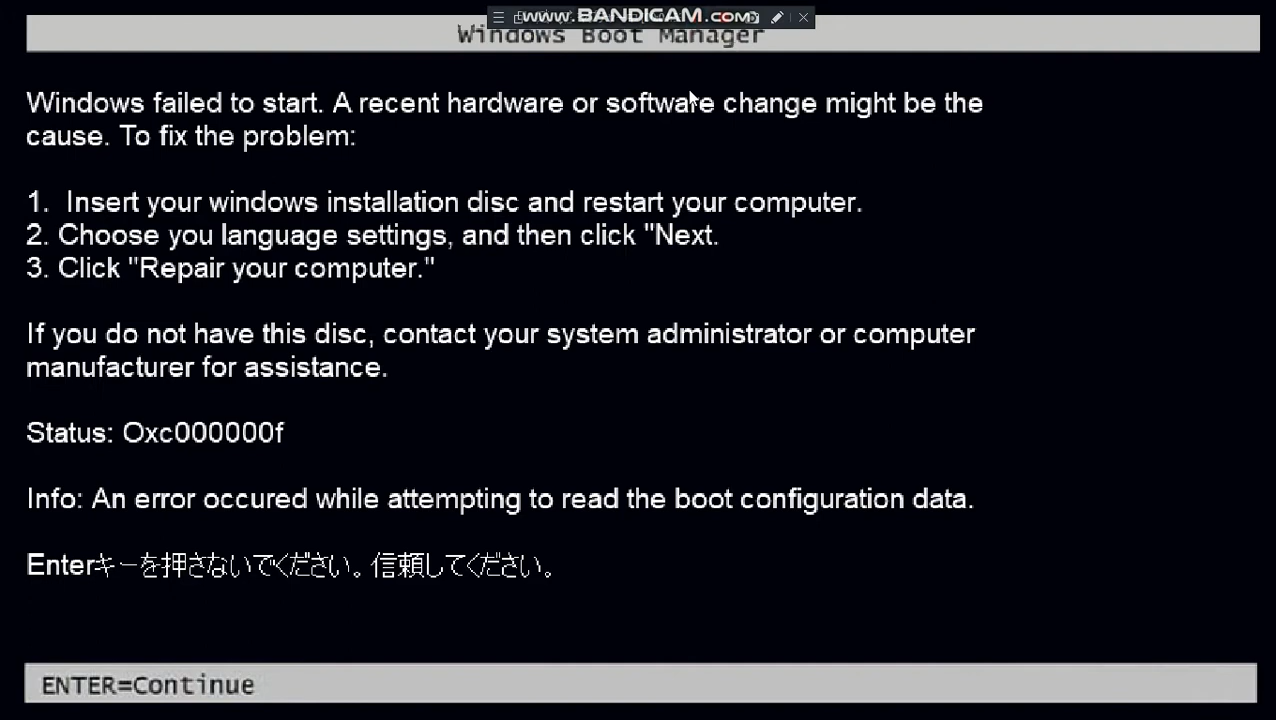 WWW.BANDICAM.COM
Windows Boot Manager
Windows failed to start. A recent hardware or software change might be the
cause. To fix the problem:
1.  Insert your windows installation disc and restart your computer.
2. Choose you language settings, and then click "Next.
3. Click "Repair your computer."
If you do not have this disc, contact your system administrator or computer
manufacturer for assistance.
Status: Oxc000000f
Info: An error occured while attempting to read the boot configuration data.
Enterキーを押さないでください。信頼してください。
ENTER=Continue